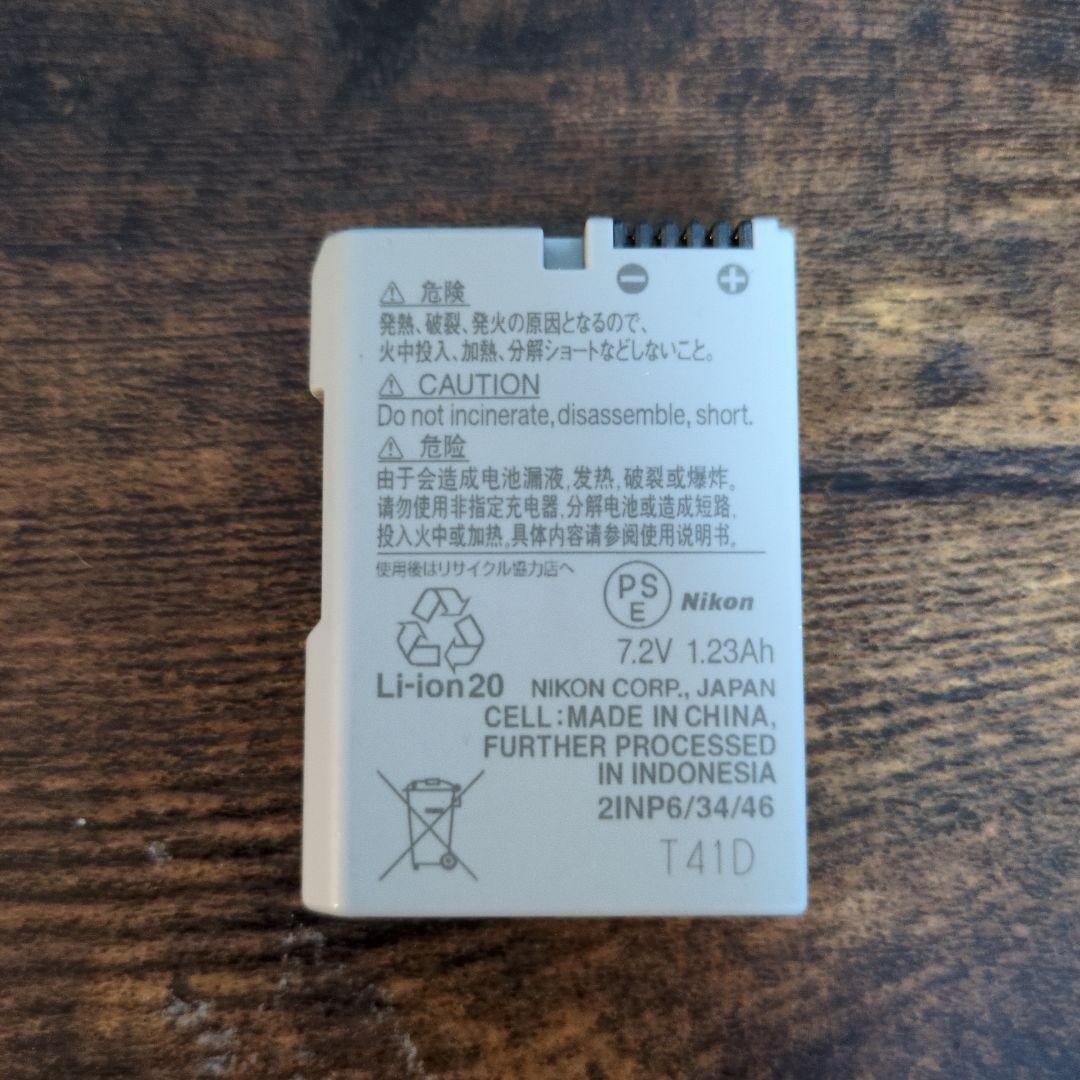 ⚠ 危険
発熱、破裂、発火の原因となるので、
火中投入、加熱、分解ショートなどしないこと。
⚠ CAUTION
Do not incinerate, disassemble, short.
⚠ 危险
由于会造成电池漏液,发热,破裂或爆炸。
请勿使用非指定充电器,分解电池或造成短路,
投入火中或加热。具体内容请参阅使用说明书。
使用後はリサイクル協力店へ
PS
E
Nikon
7.2V 1.23Ah
Li-ion20 NIKON CORP., JAPAN
CELL:MADE IN CHINA,
FURTHER PROCESSED
IN INDONESIA
2INP6/34/46
T41D